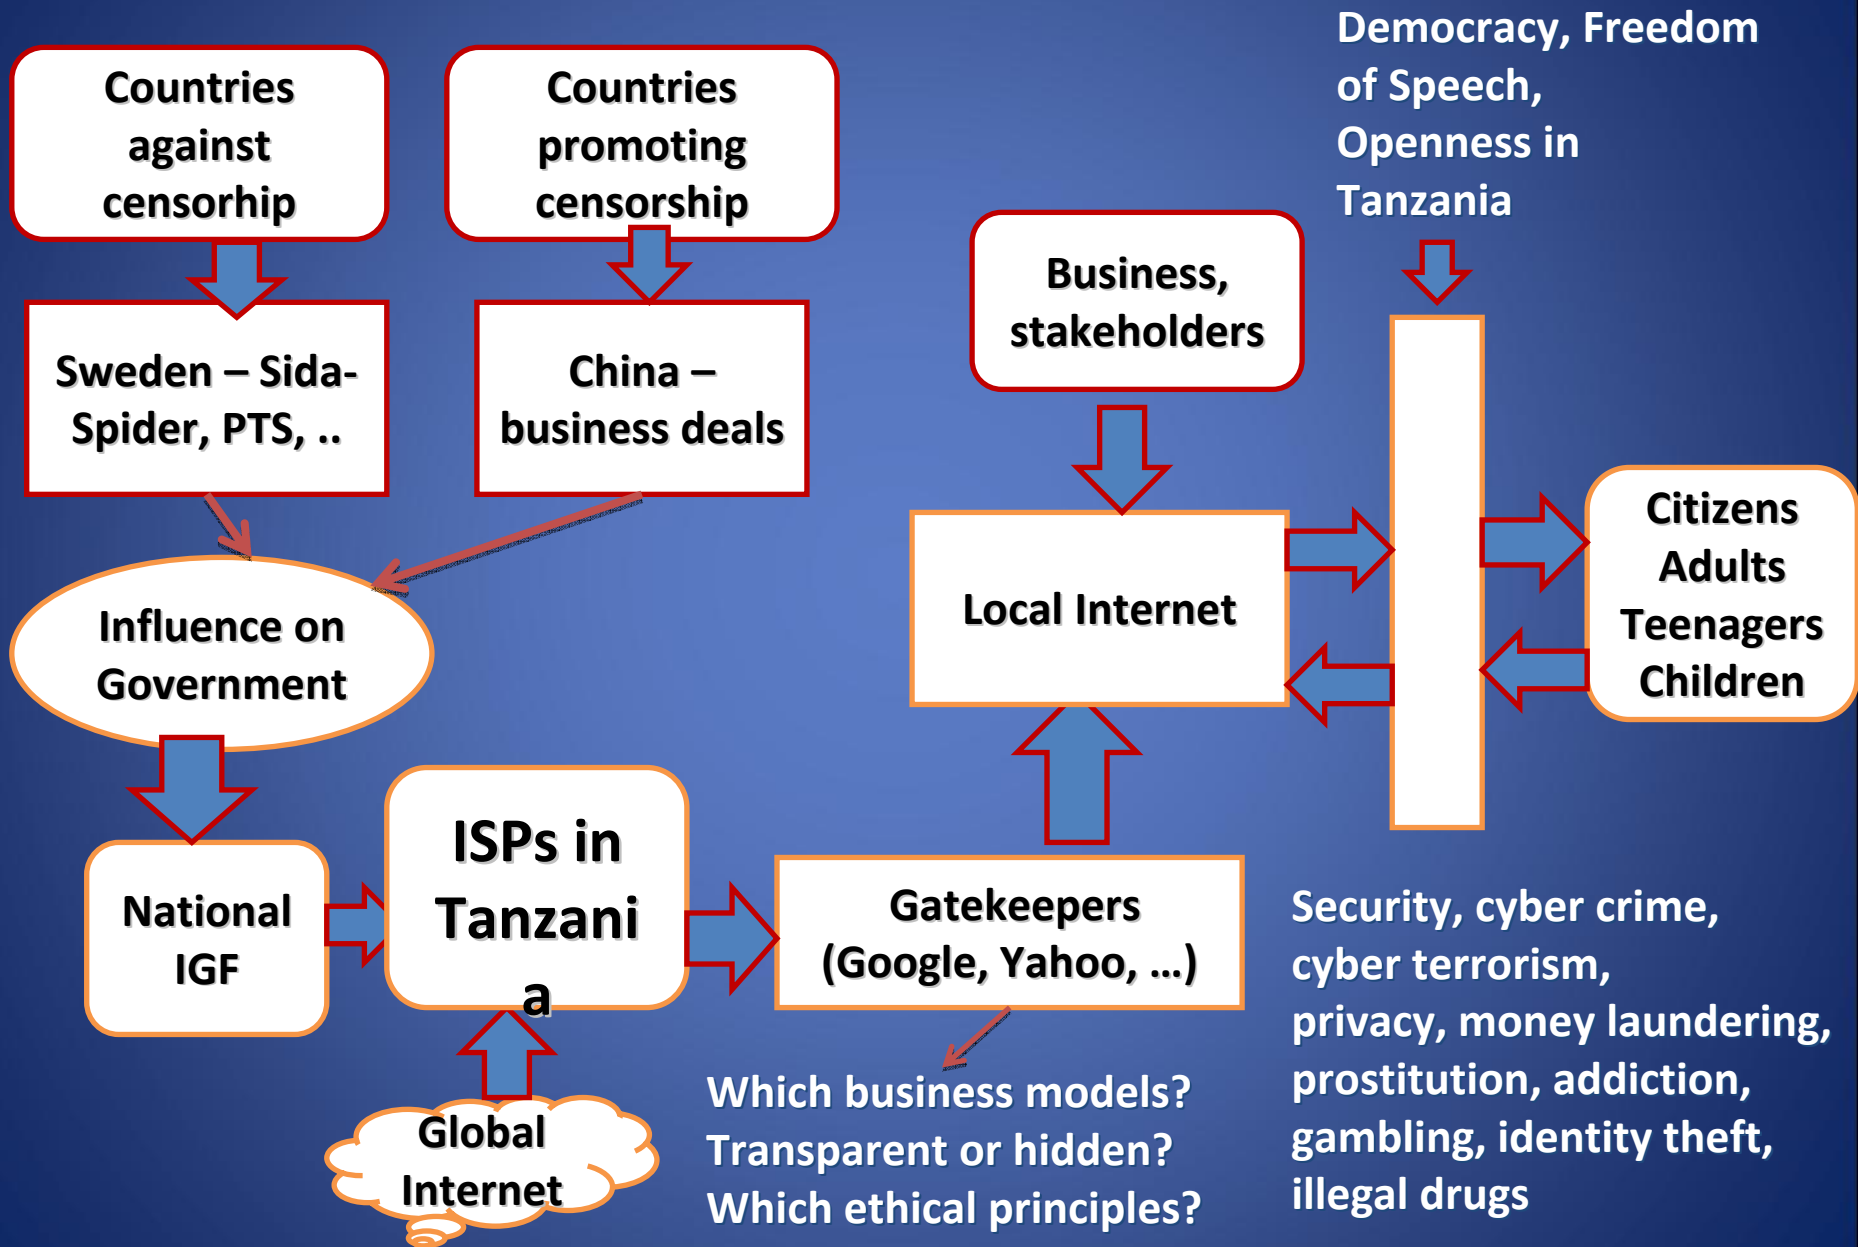 Countries
against
censorhip
Countries
promoting
censorship
Democracy, Freedom
of Speech,
Openness in
Tanzania
Sweden – Sida-
Spider, PTS, ..
China –
business deals
Business,
stakeholders
Influence on
Government
Local Internet
Citizens
Adults
Teenagers
Children
National
IGF
ISPs in
Tanzani
a
Gatekeepers
(Google, Yahoo, ...)
Global
Internet
Which business models?
Transparent or hidden?
Which ethical principles?
Security, cyber crime,
cyber terrorism,
privacy, money laundering,
prostitution, addiction,
gambling, identity theft,
illegal drugs